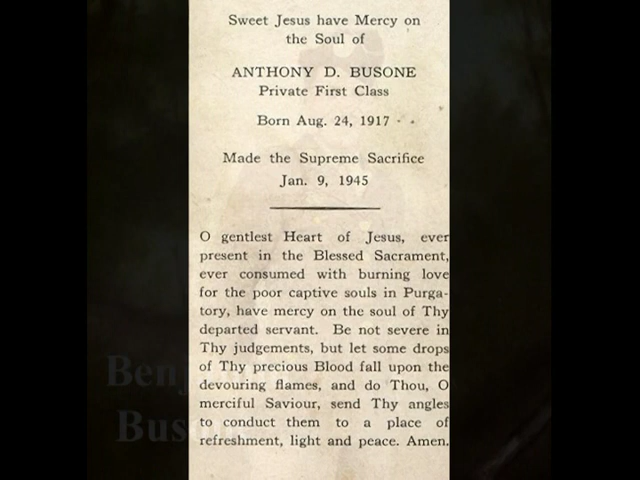 Sweet Jesus have Mercy on
the Soul of
ANTHONY D. BUSONE
Private First Class
Born Aug. 24, 1917
Made the Supreme Sacrifice
Jan. 9, 1945
O gentlest Heart of Jesus, ever
present in the Blessed Sacrament,
ever consumed with burning love
for the poor captive souls in Purga-
tory, have mercy on the soul of Thy
departed servant. Be not severe in
Thy judgements, but let some drops
of Thy precious Blood fall upon the
devouring flames, and do Thou, O
merciful Saviour, send Thy angles
to conduct them to a place of
refreshment, light and peace. Amen.